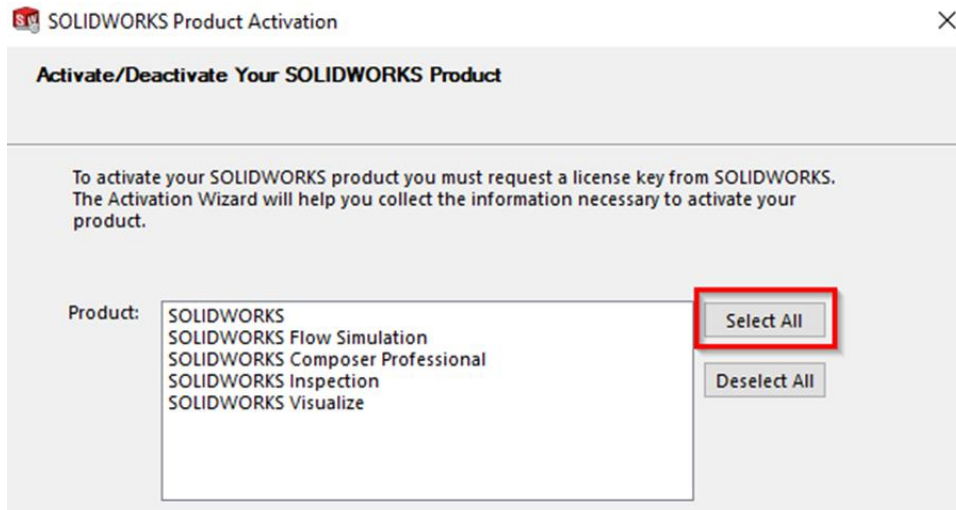 SOLIDWORKS Product Activation
Activate/Deactivate Your SOLIDWORKS Product
To activate your SOLIDWORKS product you must request a license key from SOLIDWORKS.
The Activation Wizard will help you collect the information necessary to activate your
product.
Product:
SOLIDWORKS
SOLIDWORKS Flow Simulation
SOLIDWORKS Composer Professional
SOLIDWORKS Inspection
SOLIDWORKS Visualize
Select All
Deselect All